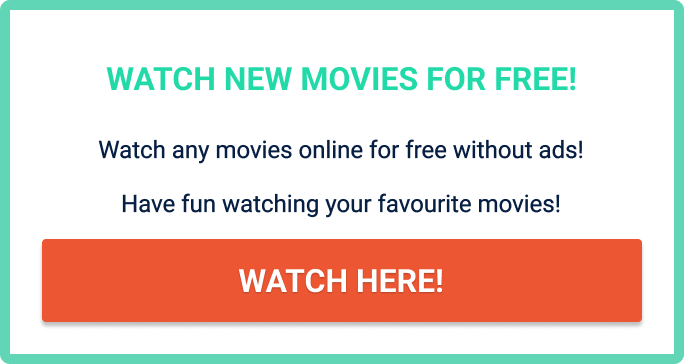 WATCH NEW MOVIES FOR FREE!
Watch any movies online for free without ads!
Have fun watching your favourite movies!
WATCH HERE!